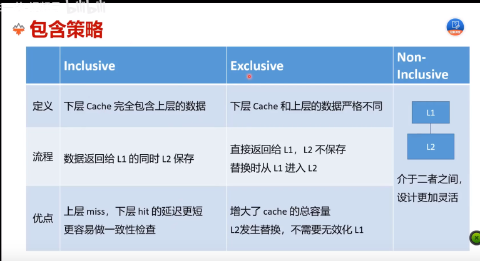 包含策略
Inclusive
Exclusive
Non-
Inclusive
定义
下层 Cache 完全包含上层的数据
下层 Cache 和上层的数据严格不同
L1
L2
流程
数据返回给 L1 的同时 L2 保存
直接返回给 L1，L2 不保存
替换时从 L1 进入 L2
介于二者之间，
设计更加灵活
优点
上层 miss，下层 hit 的延迟更短
更容易做一致性检查
增大了 cache 的总容量
L2发生替换，不需要无效化 L1